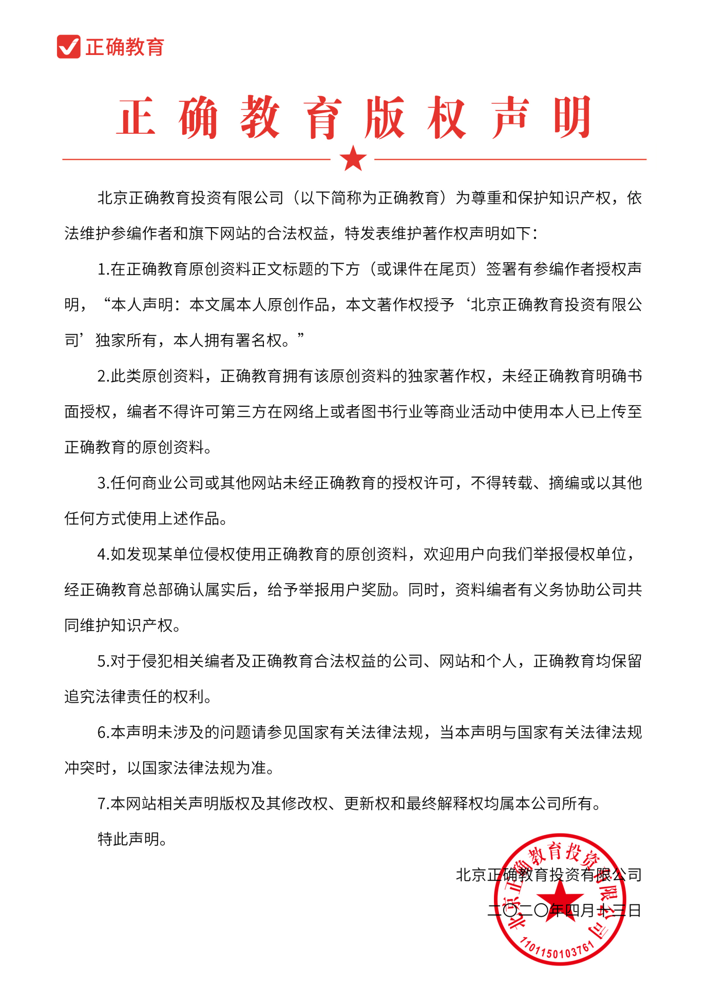 正确教育
正确教育版权声明
北京正确教育投资有限公司（以下简称为正确教育）为尊重和保护知识产权，依
法维护参编作者和旗下网站的合法权益，特发表维护著作权声明如下：
1.在正确教育原创资料正文标题的下方（或课件在尾页）签署有参编作者授权声
明，“本人声明：本文属本人原创作品，本文著作权授予‘北京正确教育投资有限公
司’独家所有，本人拥有署名权。”
2.此类原创资料，正确教育拥有该原创资料的独家著作权，未经正确教育明确书
面授权，编者不得许可第三方在网络上或者图书行业等商业活动中使用本人已上传至
正确教育的原创资料。
3.任何商业公司或其他网站未经正确教育的授权许可，不得转载、摘编或以其他
任何方式使用上述作品。
4.如发现某单位侵权使用正确教育的原创资料，欢迎用户向我们举报侵权单位，
经正确教育总部确认属实后，给予举报用户奖励。同时，资料编者有义务协助公司共
同维护知识产权。
5.对于侵犯相关编者及正确教育合法权益的公司、网站和个人，正确教育均保留
追究法律责任的权利。
6.本声明未涉及的问题请参见国家有关法律法规，当本声明与国家有关法律法规
冲突时，以国家法律法规为准。
7.本网站相关声明版权及其修改权、更新权和最终解释权均属本公司所有。
特此声明。
北京正确教育投资有限公司
二〇二〇年四月十三日
北京正确教育投资有限公司
1101150103761